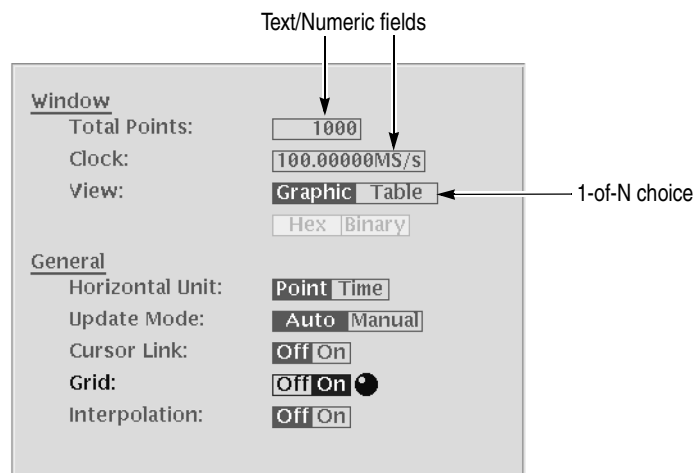 Text/Numeric fields
Window
Total Points: 1000
Clock: 100.00000MS/s
View: Graphic Table
1-of-N choice
Hex Binary
General
Horizontal Unit: Point Time
Update Mode: Auto Manual
Cursor Link: Off On
Grid: Off On
Interpolation: Off On